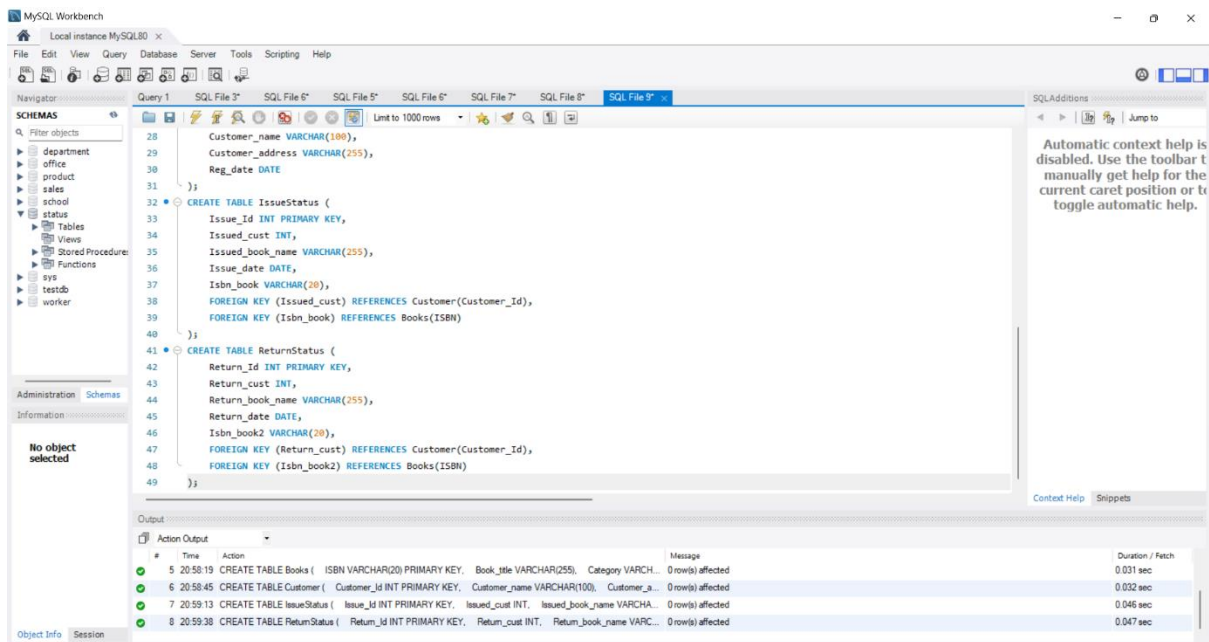 MySQL Workbench
Local instance MySQL80
File Edit View Query Database Server Tools Scripting Help
Navigator
Query 1 SQL File 3* SQL File 6* SQL File 5* SQL File 6* SQL File 7* SQL File 8* SQL File 9*
SQLAdditions
SCHEMAS
Limit to 1000 rows
Jump to
Filter objects
department
office
product
sales
school
status
Tables
Views
Stored Procedures
Functions
sys
testdb
worker
28 Customer_name VARCHAR(100),
29 Customer_address VARCHAR(255),
30 Reg_date DATE
31 );
32 CREATE TABLE IssueStatus (
33 Issue_Id INT PRIMARY KEY,
34 Issued_cust INT,
35 Issued_book_name VARCHAR(255),
36 Issue_date DATE,
37 Isbn_book VARCHAR(20),
38 FOREIGN KEY (Issued_cust) REFERENCES Customer(Customer_Id),
39 FOREIGN KEY (Isbn_book) REFERENCES Books(ISBN)
40 );
41 CREATE TABLE ReturnStatus (
42 Return_Id INT PRIMARY KEY,
43 Return_cust INT,
44 Return_book_name VARCHAR(255),
45 Return_date DATE,
46 Isbn_book2 VARCHAR(20),
47 FOREIGN KEY (Return_cust) REFERENCES Customer(Customer_Id),
48 FOREIGN KEY (Isbn_book2) REFERENCES Books(ISBN)
49 );
Automatic context help is
disabled. Use the toolbar t
manually get help for the
current caret position or to
toggle automatic help.
Administration Schemas
Information
No object
selected
Context Help Snippets
Output
Action Output
# Time Action Message Duration / Fetch
5 20:58:19 CREATE TABLE Books ( ISBN VARCHAR(20) PRIMARY KEY, Book_title VARCHAR(255), Category VARCH... 0 row(s) affected 0.031 sec
6 20:58:45 CREATE TABLE Customer ( Customer_Id INT PRIMARY KEY, Customer_name VARCHAR(100), Customer_a... 0 row(s) affected 0.032 sec
7 20:59:13 CREATE TABLE IssueStatus ( Issue_Id INT PRIMARY KEY, Issued_cust INT, Issued_book_name VARCHA... 0 row(s) affected 0.046 sec
8 20:59:38 CREATE TABLE ReturnStatus ( Return_Id INT PRIMARY KEY, Return_cust INT, Return_book_name VARC... 0 row(s) affected 0.047 sec
Object Info Session